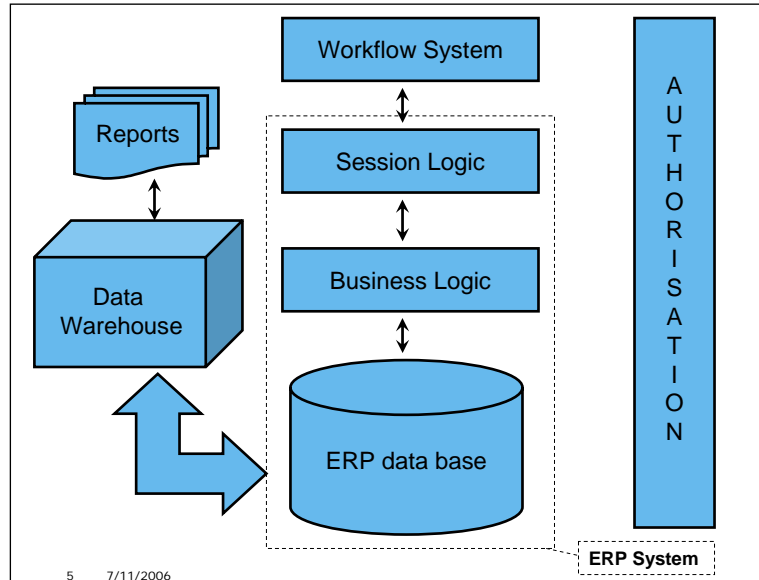 Workflow System
Reports
Session Logic
Business Logic
Data
Warehouse
ERP data base
A
U
T
H
O
R
I
S
A
T
I
O
N
ERP System
5 7/11/2006